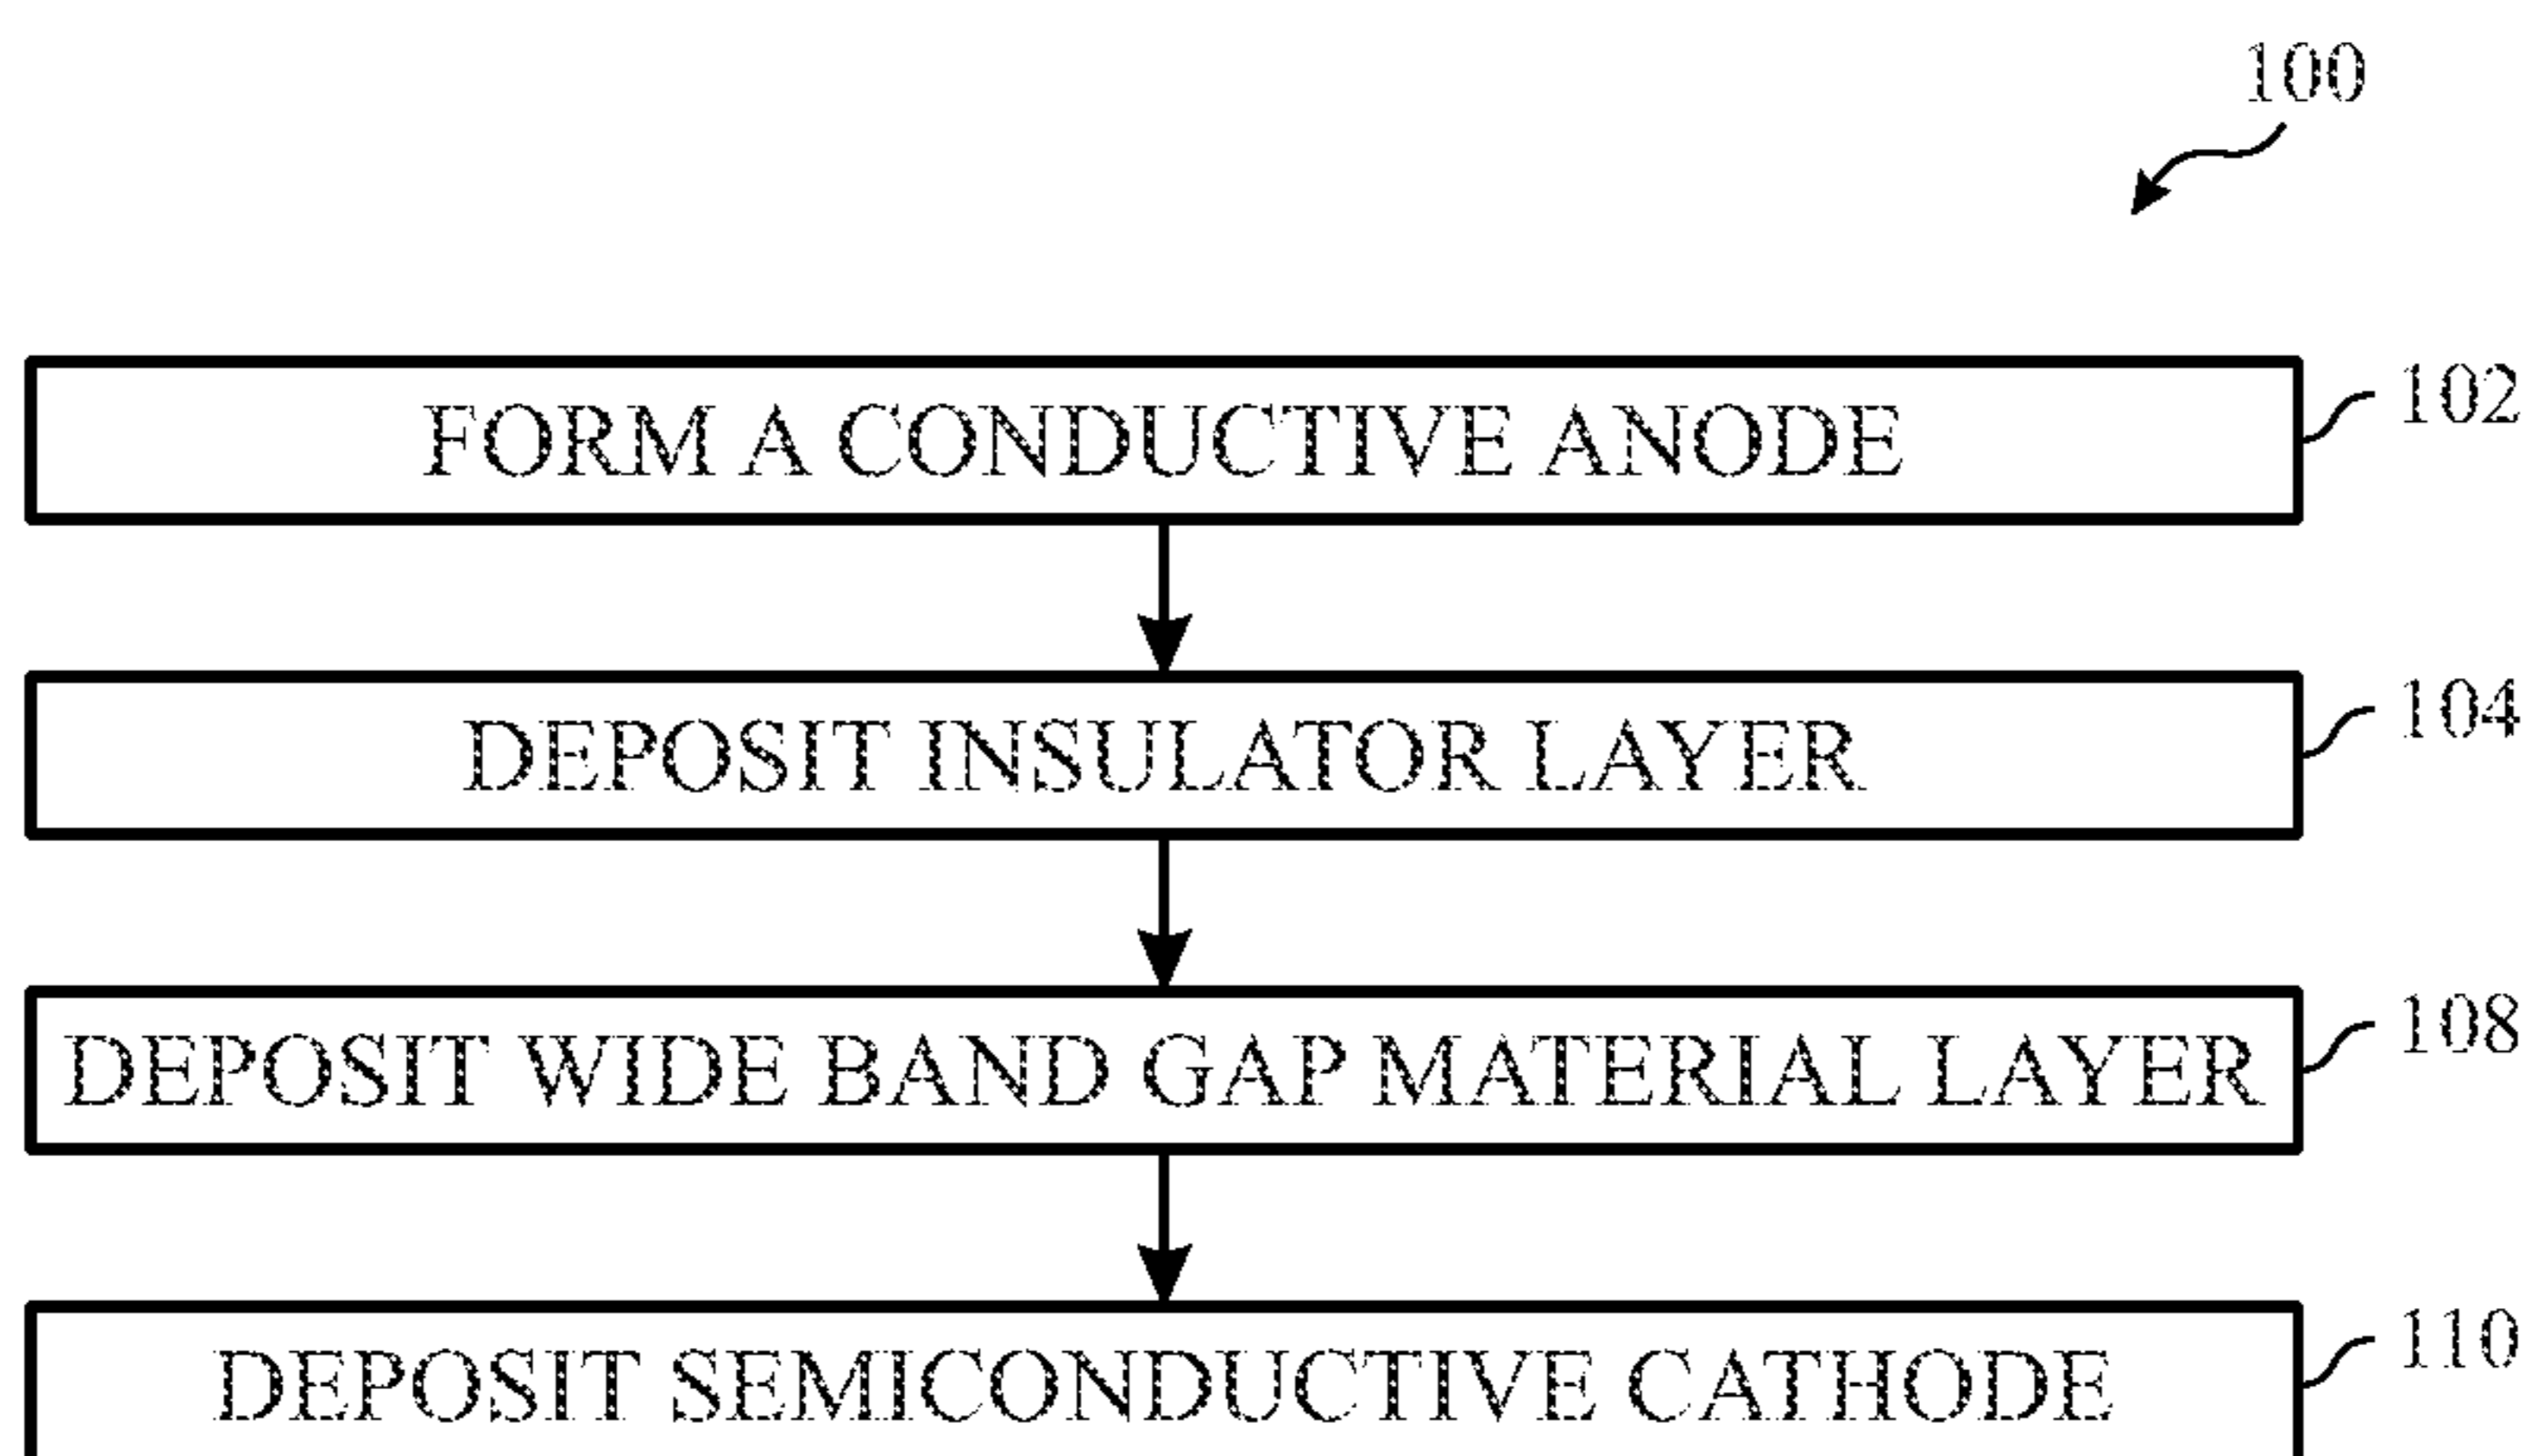 100
FORM A CONDUCTIVE ANODE
102
DEPOSIT INSULATOR LAYER
104
DEPOSIT WIDE BAND GAP MATERIAL LAYER
108
DEPOSIT SEMICONDUCTIVE CATHODE
110